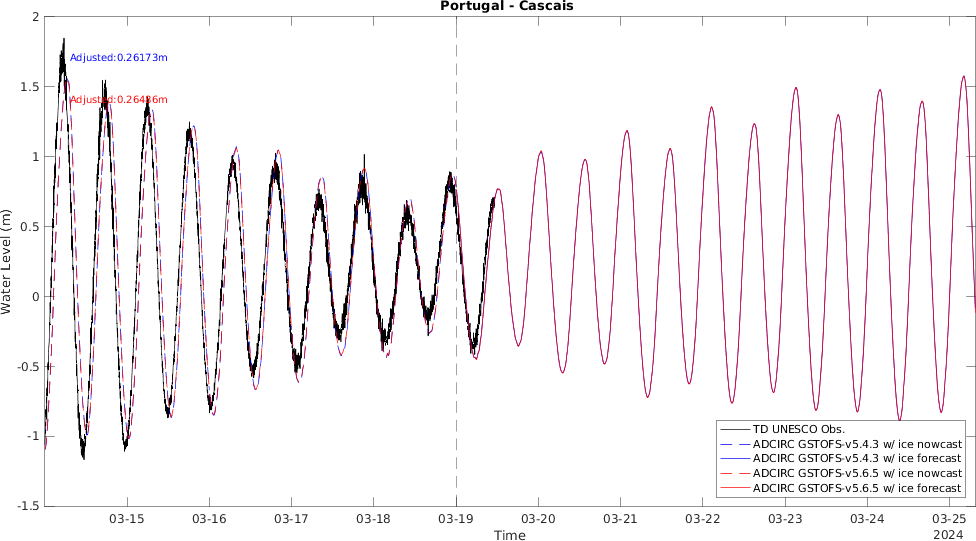 Portugal - Cascais
2
1.5
1
0.5
0
-0.5
-1
-1.5
Water Level (m)
Adjusted:0.26173m
Adjusted:0.26486m
TD UNESCO Obs.
ADCIRC GSTOFS-v5.4.3 w/ ice nowcast
ADCIRC GSTOFS-v5.4.3 w/ ice forecast
ADCIRC GSTOFS-v5.6.5 w/ ice nowcast
ADCIRC GSTOFS-v5.6.5 w/ ice forecast
03-15 03-16 03-17 03-18 03-19 03-20 03-21 03-22 03-23 03-24 03-25
2024
Time